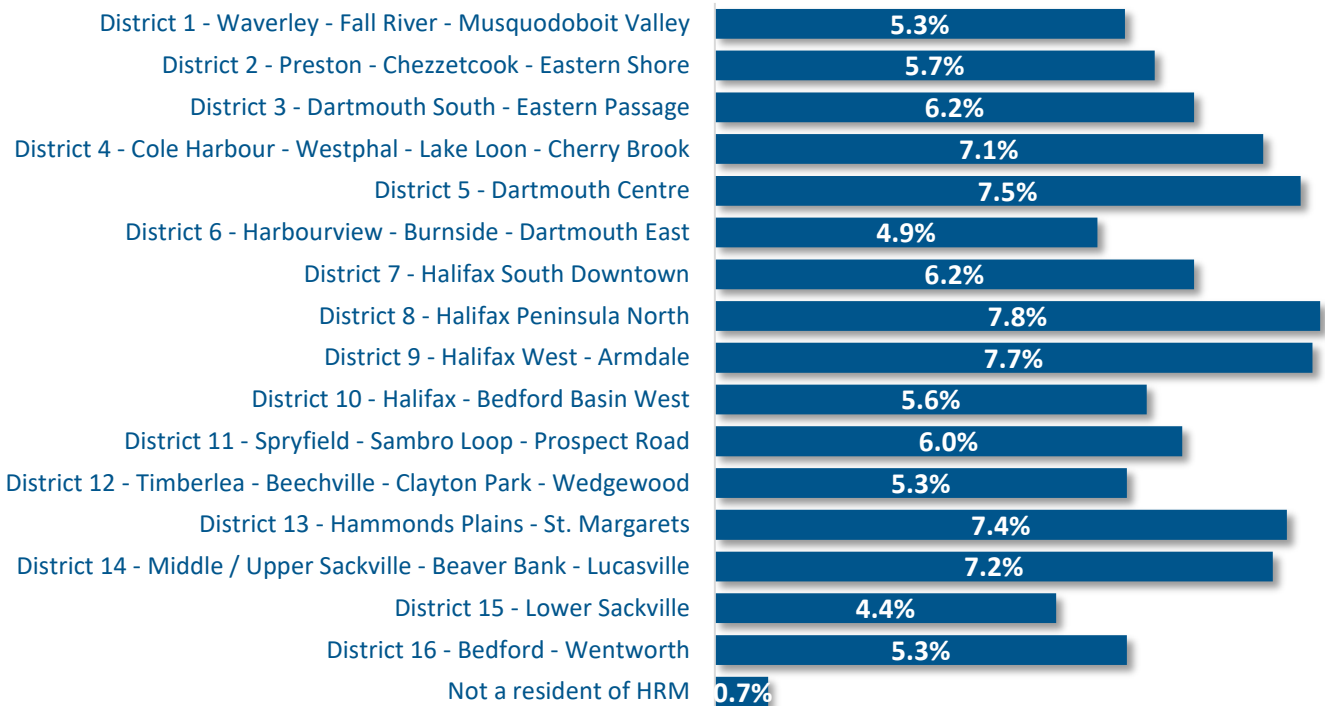 District 1 - Waverley - Fall River - Musquodoboit Valley 5.3%
District 2 - Preston - Chezzetcook - Eastern Shore 5.7%
District 3 - Dartmouth South - Eastern Passage 6.2%
District 4 - Cole Harbour - Westphal - Lake Loon - Cherry Brook 7.1%
District 5 - Dartmouth Centre 7.5%
District 6 - Harbourview - Burnside - Dartmouth East 4.9%
District 7 - Halifax South Downtown 6.2%
District 8 - Halifax Peninsula North 7.8%
District 9 - Halifax West - Armdale 7.7%
District 10 - Halifax - Bedford Basin West 5.6%
District 11 - Spryfield - Sambro Loop - Prospect Road 6.0%
District 12 - Timberlea - Beechville - Clayton Park - Wedgewood 5.3%
District 13 - Hammonds Plains - St. Margarets 7.4%
District 14 - Middle / Upper Sackville - Beaver Bank - Lucasville 7.2%
District 15 - Lower Sackville 4.4%
District 16 - Bedford - Wentworth 5.3%
Not a resident of HRM 0.7%